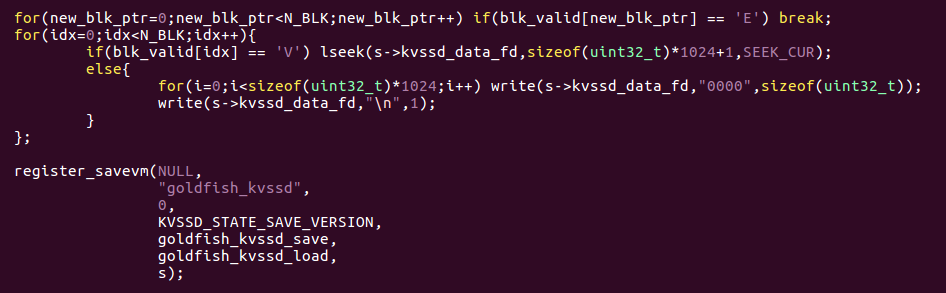 for(new_blk_ptr=0;new_blk_ptr<N_BLK;new_blk_ptr++) if(blk_valid[new_blk_ptr] == 'E') break;
for(idx=0;idx<N_BLK;idx++){
        if(blk_valid[idx] == 'V') lseek(s->kvssd_data_fd,sizeof(uint32_t)*1024+1,SEEK_CUR);
        else{
                for(i=0;i<sizeof(uint32_t)*1024;i++) write(s->kvssd_data_fd,"0000",sizeof(uint32_t));
                write(s->kvssd_data_fd,"\n",1);
        }
};

register_savevm(NULL,
                "goldfish_kvssd",
                0,
                KVSSD_STATE_SAVE_VERSION,
                goldfish_kvssd_save,
                goldfish_kvssd_load,
                s);